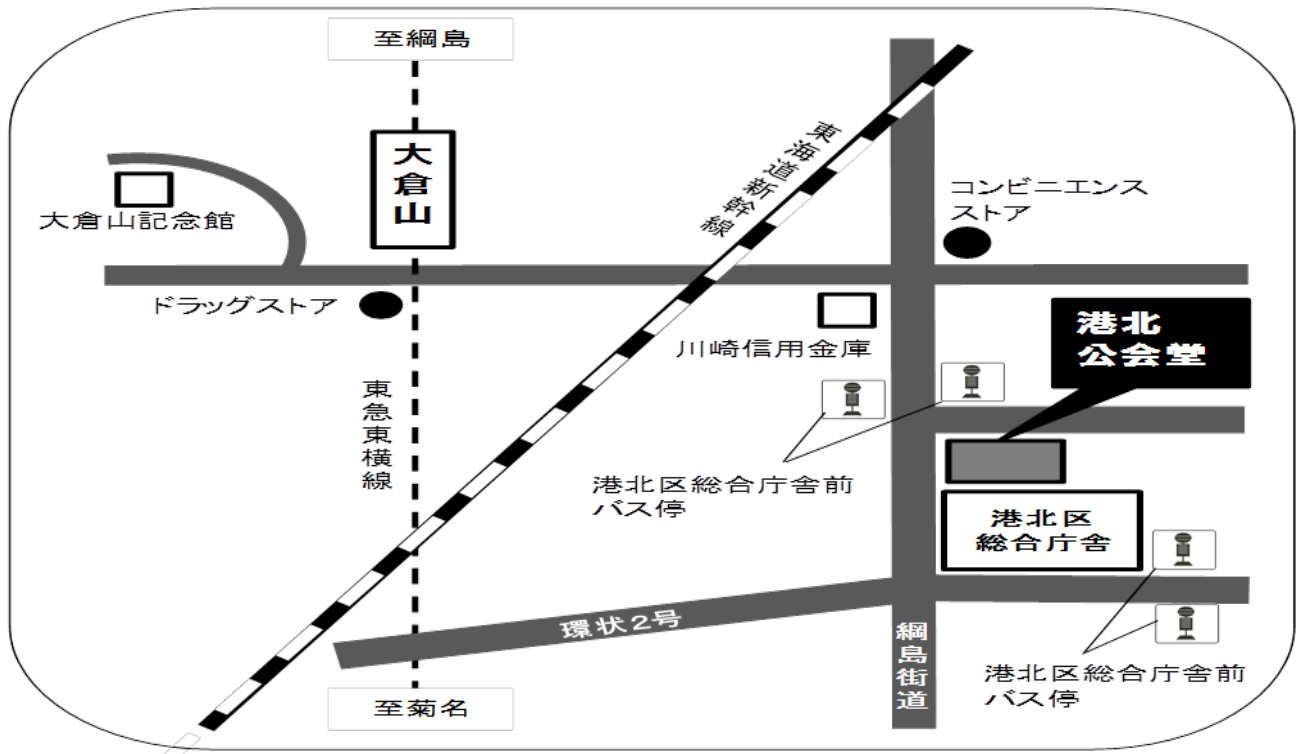 至綱島
大倉山
東海道新幹線
コンビニエンス
ストア
大倉山記念館
ドラッグストア
川崎信用金庫
港北
公会堂
東急東横線
港北区総合庁舎前
バス停
港北区
総合庁舎
環状2号
綱島街道
港北区総合庁舎前
バス停
至菊名